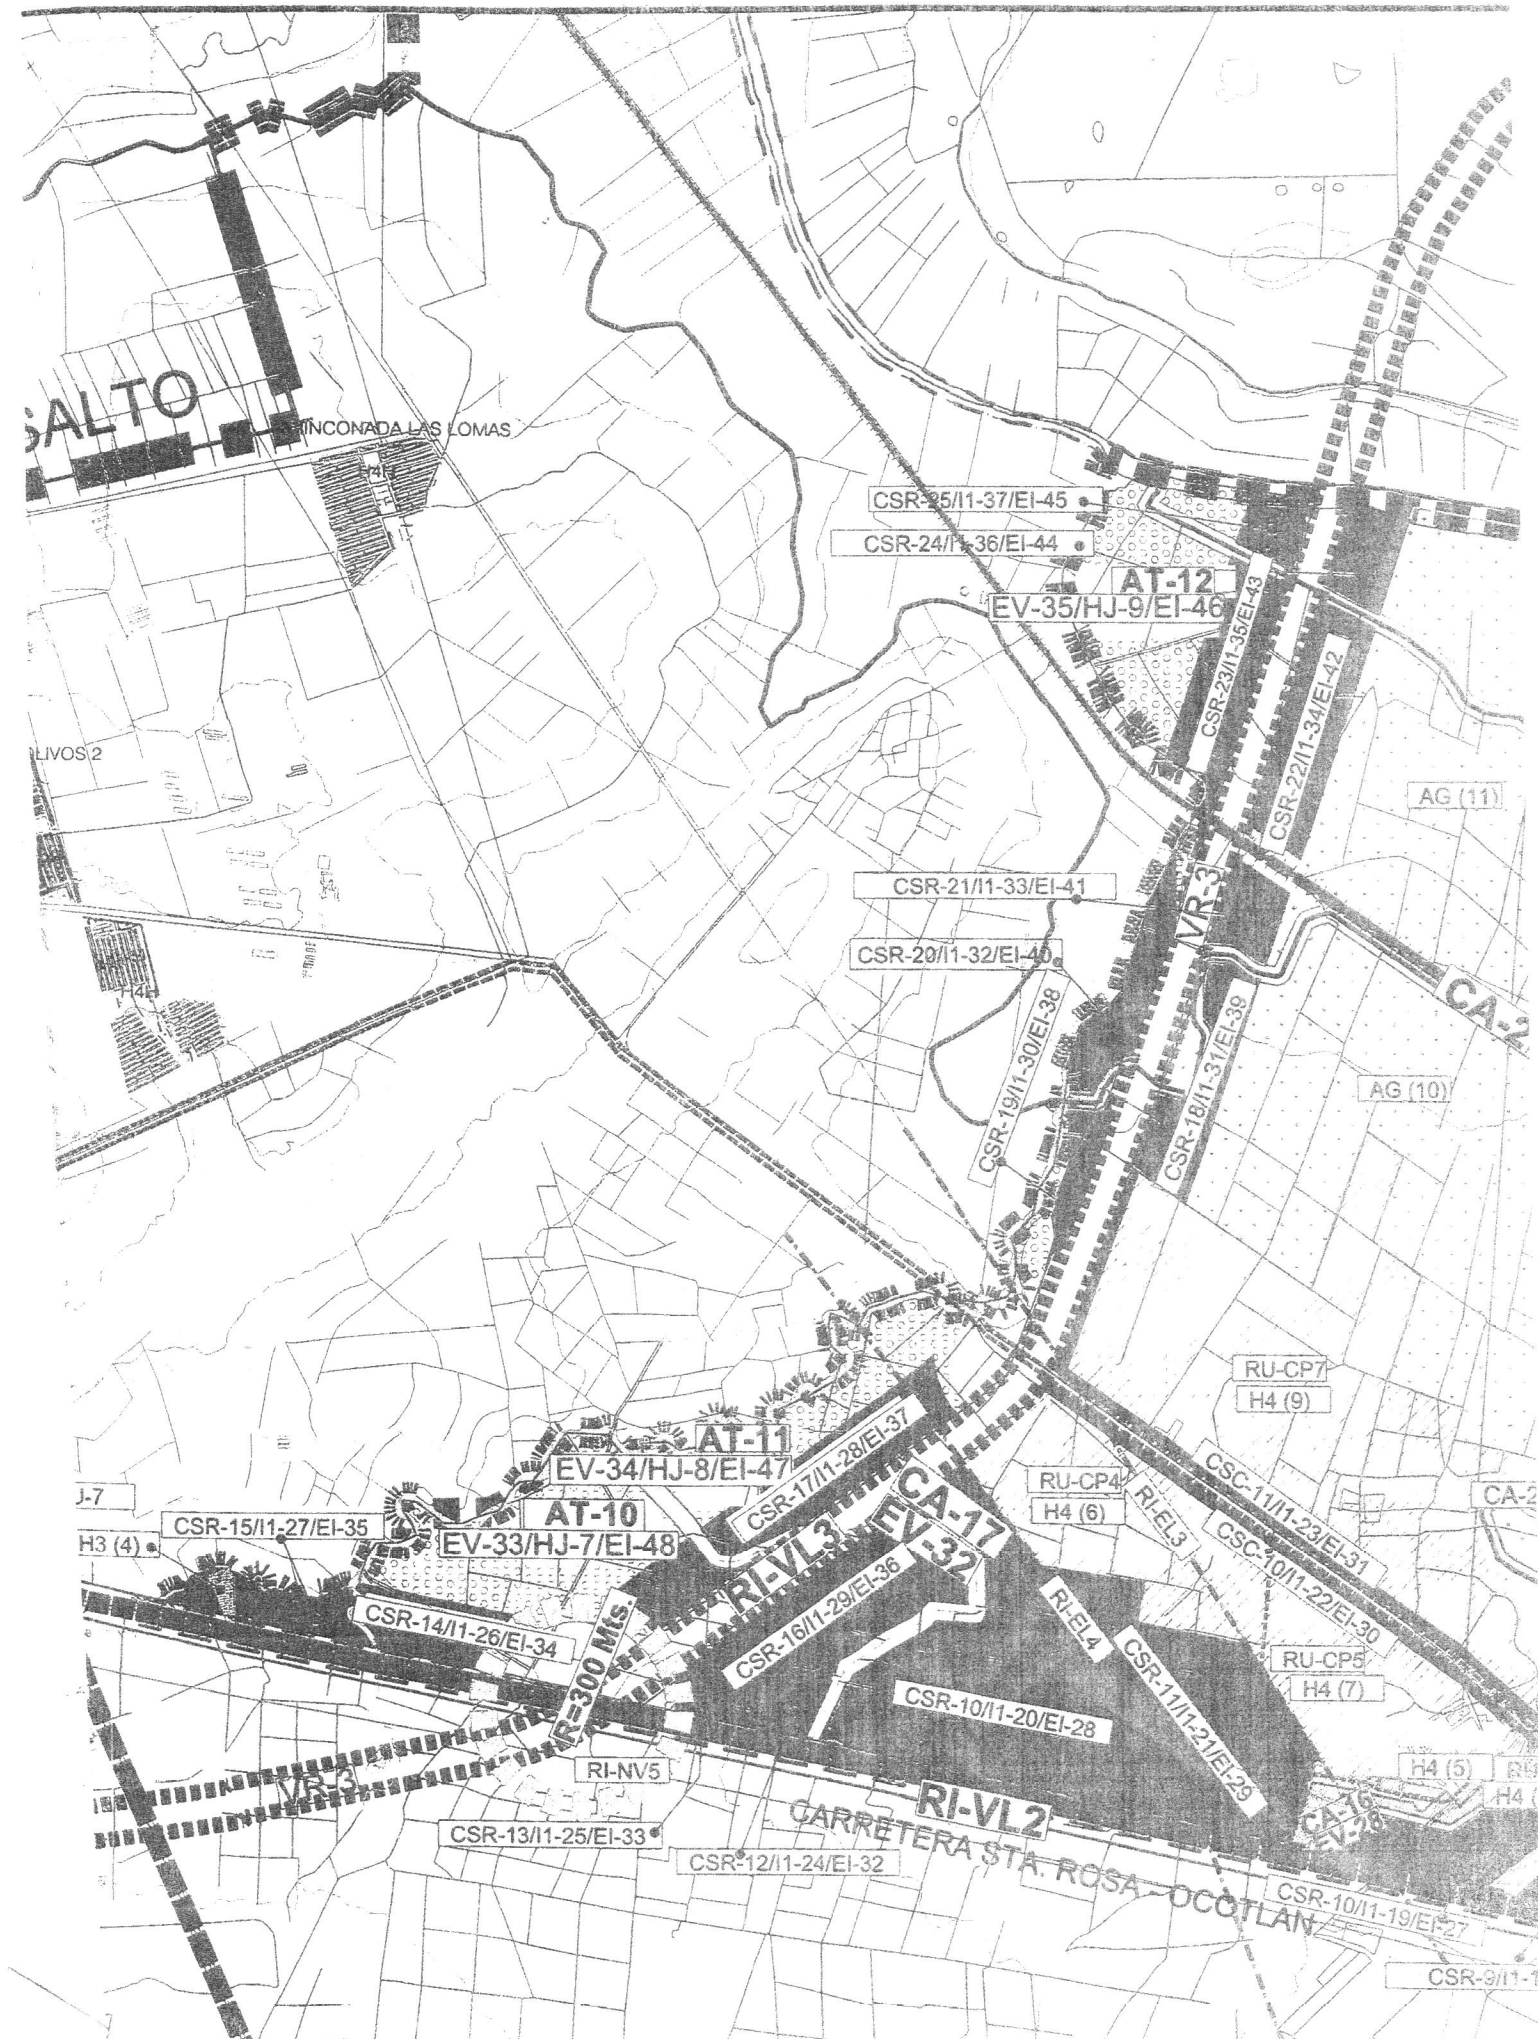 SALTO
RINCONADA LAS LOMAS
H4H
CSR-25/I1-37/EI-45
CSR-24/I1-36/EI-44
AT-12
EV-35/HJ-9/EI-46
CSR-23/I1-35/EI-43
CSR-22/I1-34/EI-42
LIVOS 2
AG (11)
CSR-21/I1-33/EI-41
VR-3
CSR-20/I1-32/EI-40
H4H
CA-2
CSR-19/I1-30/EI-38
CSR-18/I1-31/EI-39
AG (10)
RU-CP7
H4 (9)
AT-11
EV-34/HJ-8/EI-47
CSR-17/I1-28/EI-37
CA-17
EV-32
RU-CP4
H4 (6)
RI-EL3
CSC-11/I1-23/EI-31
CSC-10/I1-22/EI-30
CA-2
J-7
H3 (4)
CSR-15/I1-27/EI-35
AT-10
EV-33/HJ-7/EI-48
RI-VL3
CSR-16/I1-29/EI-36
CSR-14/I1-26/EI-34
R=300 Mts.
RI-EL4
CSR-11/I1-21/EI-29
RU-CP5
H4 (7)
CSR-10/I1-20/EI-28
VR-3
RI-NV5
H4 (5)
H4 (
RI-VL2
CA-16
EV-28
CARRETERA STA. ROSA - OCOTLAN
CSR-13/I1-25/EI-33
CSR-12/I1-24/EI-32
CSR-10/I1-19/EI-27
CSR-9/I1-1